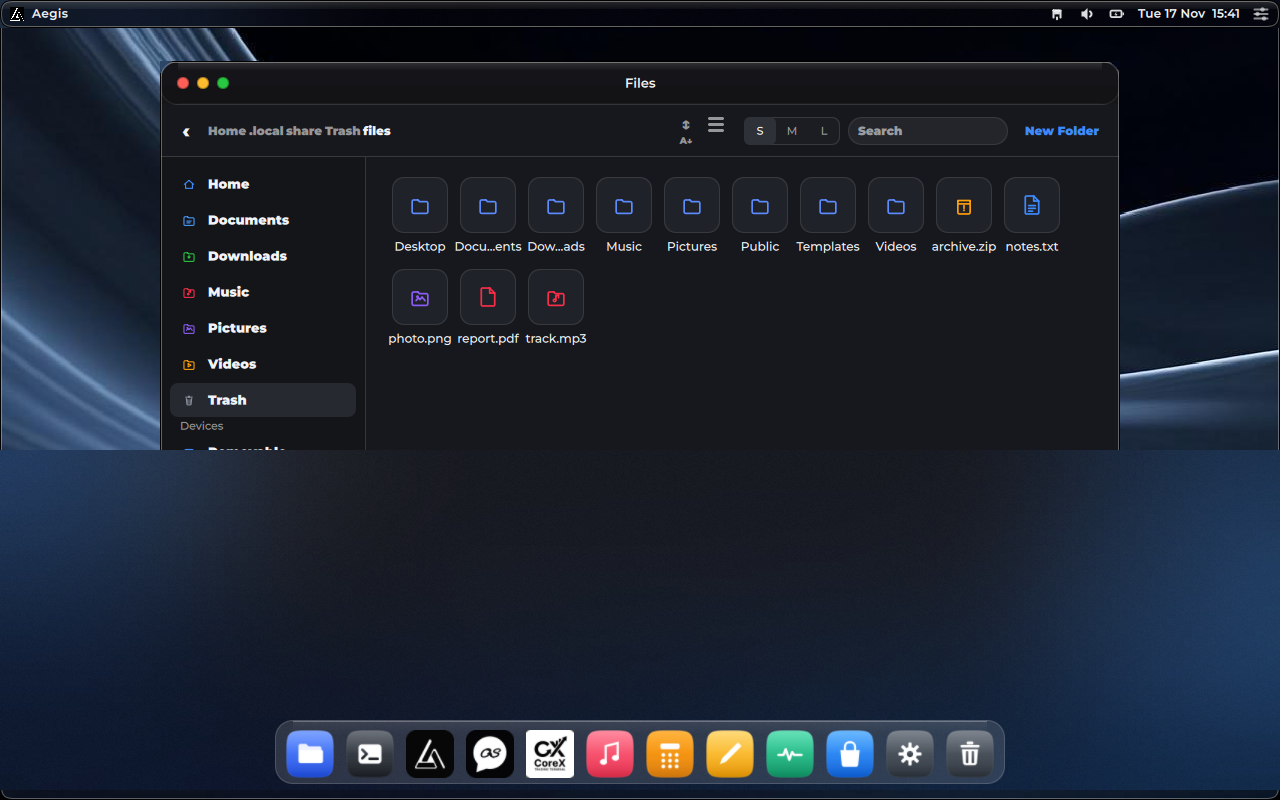 Aegis
Tue 17 Nov 15:41
Files
Home .local share Trash files
A
S M L
Search
New Folder
Home
Documents
Downloads
Music
Pictures
Videos
Trash
Devices
Desktop Docu...ents Dow...ads Music Pictures Public Templates Videos archive.zip notes.txt
photo.png report.pdf track.mp3
as
CX
CoreX